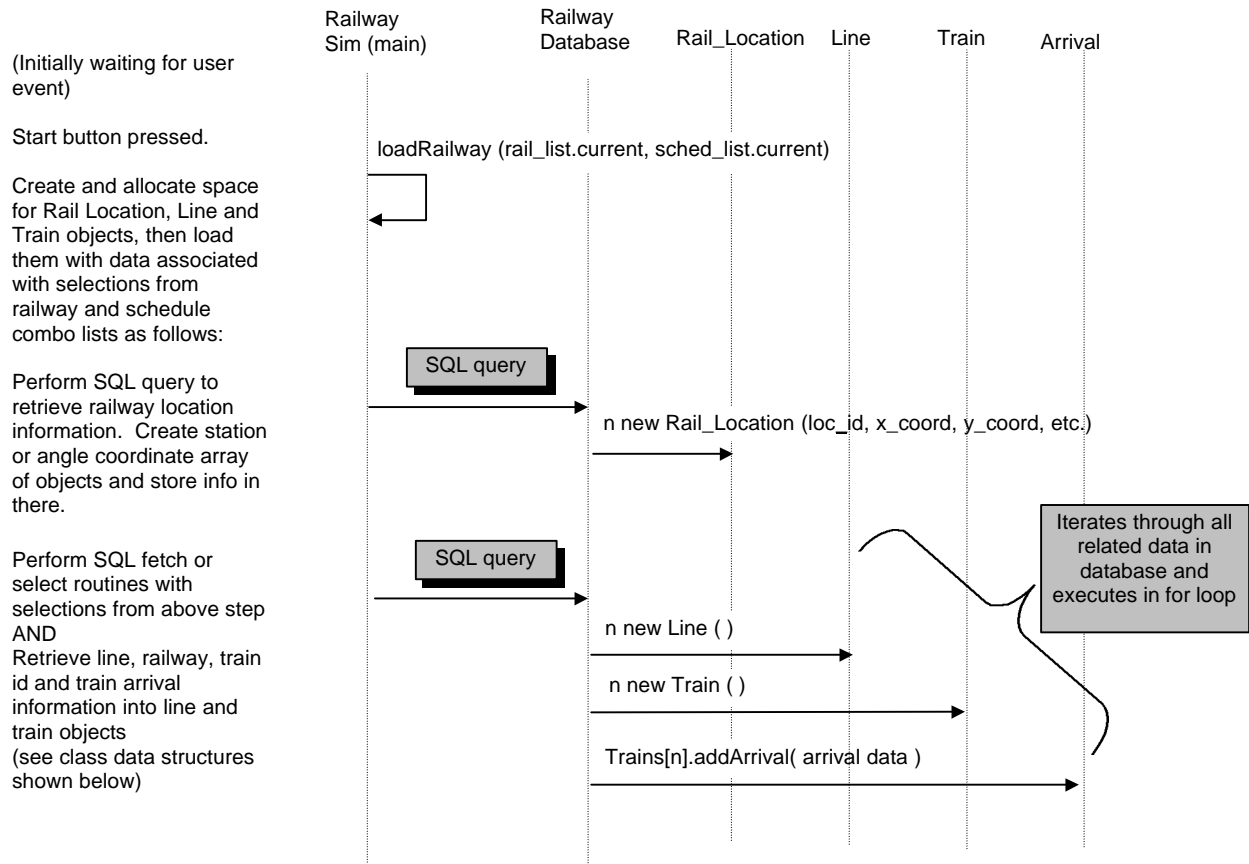 Railway
Sim (main)
Railway
Database
Rail_Location
Line
Train
Arrival
(Initially waiting for user
event)
Start button pressed.
loadRailway (rail_list.current, sched_list.current)
Create and allocate space
for Rail Location, Line and
Train objects, then load
them with data associated
with selections from
railway and schedule
combo lists as follows:
SQL query
Perform SQL query to
retrieve railway location
information.  Create station
or angle coordinate array
of objects and store info in
there.
n new Rail_Location (loc_id, x_coord, y_coord, etc.)
Iterates through all
related data in
database and
executes in for loop
SQL query
Perform SQL fetch or
select routines with
selections from above step
AND
Retrieve line, railway, train
id and train arrival
information into line and
train objects
(see class data structures
shown below)
n new Line ( )
n new Train ( )
Trains[n].addArrival( arrival data )